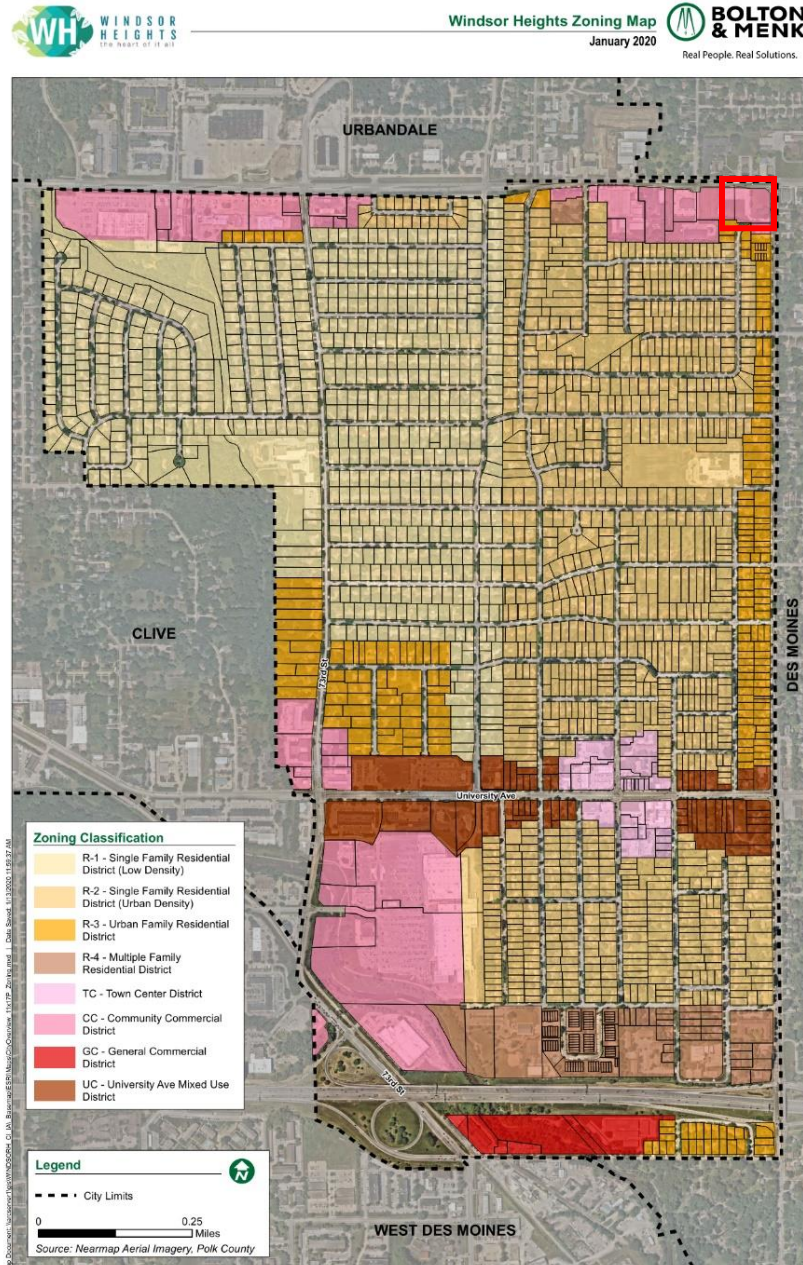 WH
WINDSOR
HEIGHTS
the heart of it all
Windsor Heights Zoning Map
January 2020
BOLTON
& MENK
Real People. Real Solutions.
URBANDALE
CLIVE
73rd St
DES MOINES
University Ave
Zoning Classification
R-1 - Single Family Residential
District (Low Density)
R-2 - Single Family Residential
District (Urban Density)
R-3 - Urban Family Residential
District
R-4 - Multiple Family
Residential District
TC - Town Center District
CC - Community Commercial
District
GC - General Commercial
District
UC - University Ave Mixed Use
District
73rd St
Legend
N
City Limits
0 0.25
Miles
Source: Nearmap Aerial Imagery, Polk County
WEST DES MOINES